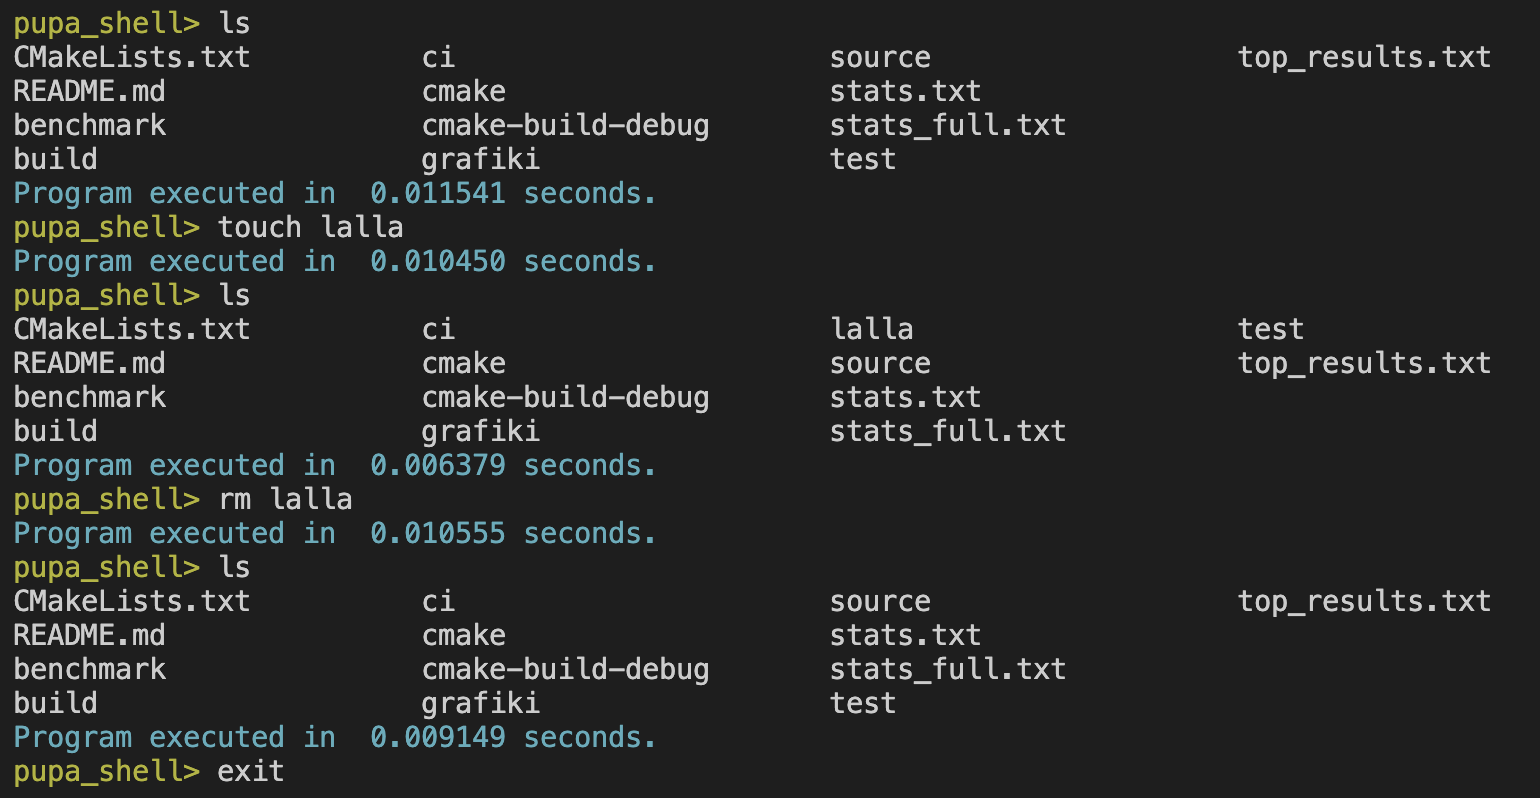 pupa_shell> ls
CMakeLists.txt          ci                      source                  top_results.txt
README.md               cmake                   stats.txt
benchmark               cmake-build-debug       stats_full.txt
build                   grafiki                 test
Program executed in  0.011541 seconds.
pupa_shell> touch lalla
Program executed in  0.010450 seconds.
pupa_shell> ls
CMakeLists.txt          ci                      lalla                   test
README.md               cmake                   source                  top_results.txt
benchmark               cmake-build-debug       stats.txt
build                   grafiki                 stats_full.txt
Program executed in  0.006379 seconds.
pupa_shell> rm lalla
Program executed in  0.010555 seconds.
pupa_shell> ls
CMakeLists.txt          ci                      source                  top_results.txt
README.md               cmake                   stats.txt
benchmark               cmake-build-debug       stats_full.txt
build                   grafiki                 test
Program executed in  0.009149 seconds.
pupa_shell> exit